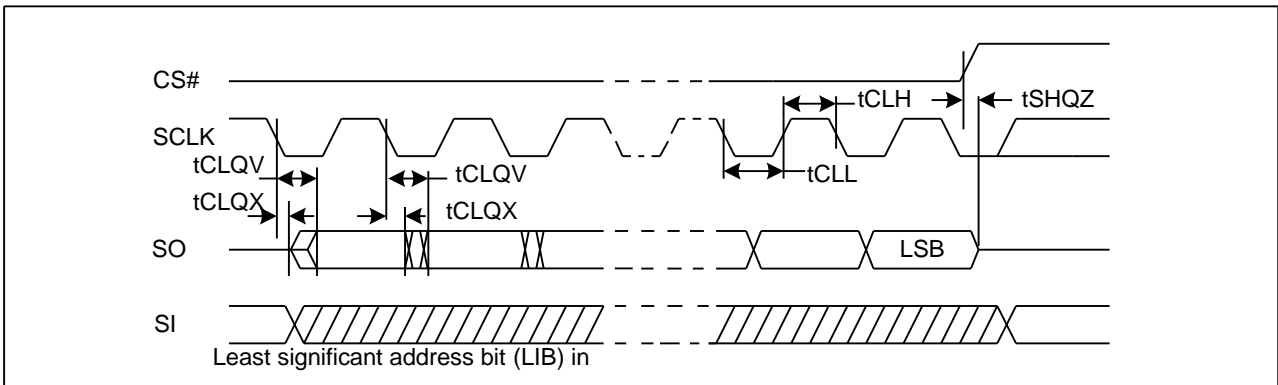 CS#
tCLH
tSHQZ
SCLK
tCLQV
tCLQV
tCLL
tCLQX
tCLQX
SO
LSB
SI
Least significant address bit (LIB) in